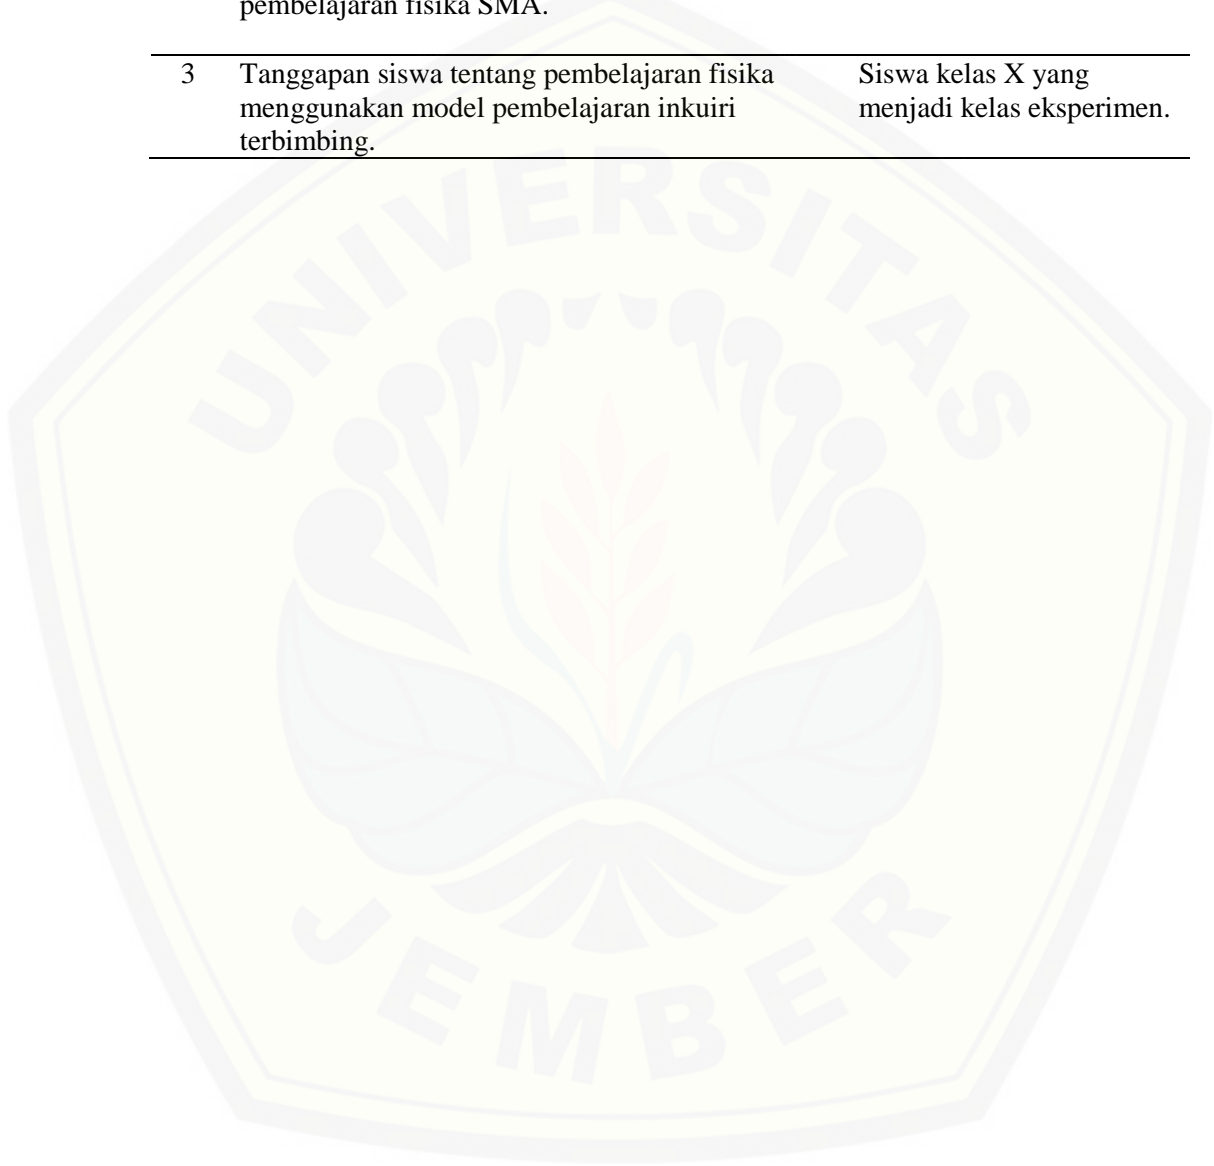 pembelajaran fisika SMA.
3 Tanggapan siswa tentang pembelajaran fisika Siswa kelas X yang
menggunakan model pembelajaran inkuiri menjadi kelas eksperimen.
terbimbing.
UNIVERSITAS
JEMBER